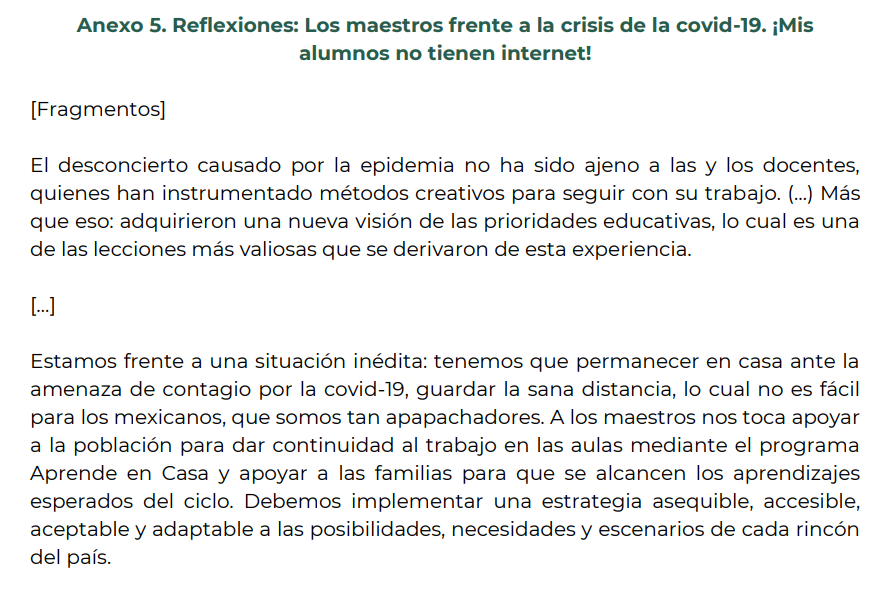 Anexo 5. Reflexiones: Los maestros frente a la crisis de la covid-19. ¡Mis
alumnos no tienen internet!
[Fragmentos]
El desconcierto causado por la epidemia no ha sido ajeno a las y los docentes,
quienes han instrumentado métodos creativos para seguir con su trabajo. (...) Más
que eso: adquirieron una nueva visión de las prioridades educativas, lo cual es una
de las lecciones más valiosas que se derivaron de esta experiencia.
[...]
Estamos frente a una situación inédita: tenemos que permanecer en casa ante la
amenaza de contagio por la covid-19, guardar la sana distancia, lo cual no es fácil
para los mexicanos, que somos tan apapachadores. A los maestros nos toca apoyar
a la población para dar continuidad al trabajo en las aulas mediante el programa
Aprende en Casa y apoyar a las familias para que se alcancen los aprendizajes
esperados del ciclo. Debemos implementar una estrategia asequible, accesible,
aceptable y adaptable a las posibilidades, necesidades y escenarios de cada rincón
del país.